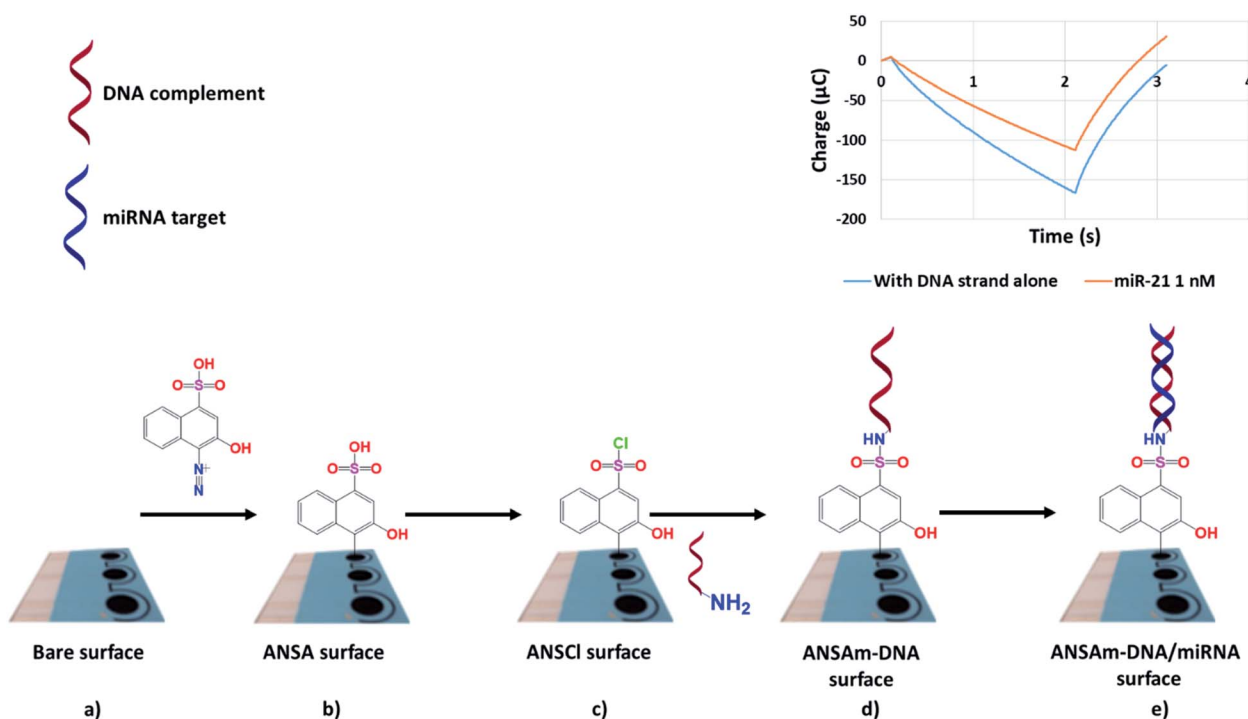 DNA complement
miRNA target
50
0
-50
-100
-150
-200
0
1
2
3
4
Charge (µC)
Time (s)
With DNA strand alone
miR-21 1 nM
OH
O=S=O
OH
N+
N
OH
O=S=O
OH
Cl
O=S=O
OH
NH2
HN
O=S=O
OH
HN
O=S=O
OH
Bare surface
ANSA surface
ANSCl surface
ANSAm-DNA
surface
ANSAm-DNA/miRNA
surface
a)
b)
c)
d)
e)